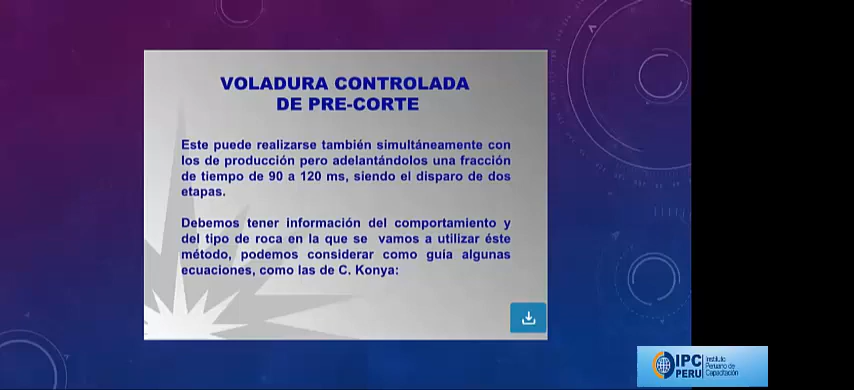 VOLADURA CONTROLADA
DE PRE-CORTE
Este puede realizarse también simultáneamente con
los de producción pero adelantándolos una fracción
de tiempo de 90 a 120 ms, siendo el disparo de dos
etapas.
Debemos tener información del comportamiento y
del tipo de roca en la que se vamos a utilizar éste
método, podemos considerar como guía algunas
ecuaciones, como las de C. Konya:
IPC
PERU
Instituto
Peruano de
Capacitación